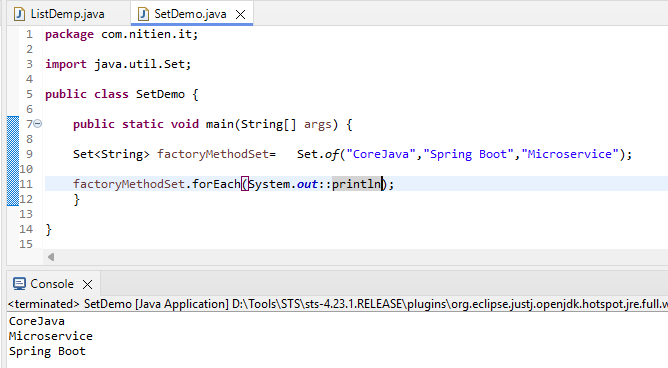 ListDemp.java
SetDemo.java
1 package com.nitien.it;
2
3 import java.util.Set;
4
5 public class SetDemo {
6
7 public static void main(String[] args) {
8
9 Set<String> factoryMethodSet= Set.of("CoreJava","Spring Boot","Microservice");
10
11 factoryMethodSet.forEach(System.out::println);
12 }
13
14 }
15
Console
<terminated> SetDemo [Java Application] D:\Tools\STS\sts-4.23.1.RELEASE\plugins\org.eclipse.justj.openjdk.hotspot.jre.full.w
CoreJava
Microservice
Spring Boot